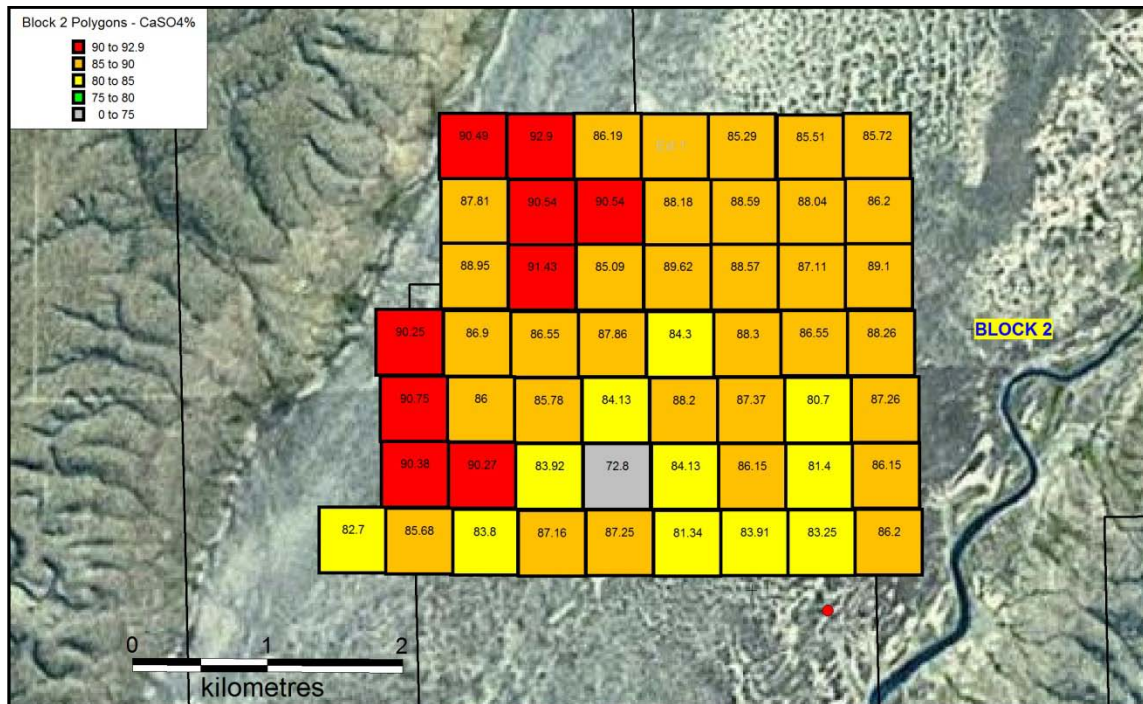 Block 2 Polygons - CaSO4%
90 to 92.9
85 to 90
80 to 85
75 to 80
0 to 75
90.49 92.9 86.19 85.29 85.51 85.72
87.81 90.54 90.54 88.18 88.59 88.04 86.2
88.95 91.43 85.09 89.62 88.57 87.11 89.1
90.25 86.9 86.55 87.86 84.3 88.3 86.55 88.26
BLOCK 2
90.75 86 85.78 84.13 88.2 87.37 80.7 87.26
90.38 90.27 83.92 72.8 84.13 86.15 81.4 86.15
82.7 85.68 83.8 87.16 87.25 81.34 83.91 83.25 86.2
0 1 2
kilometres